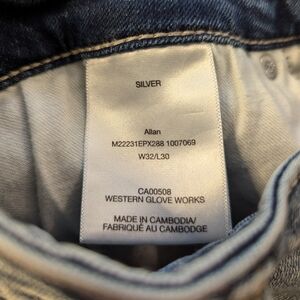 SILVER
Allan
M22231EPX288 1007069
W32/L30
CA00508
WESTERN GLOVE WORKS
MADE IN CAMBODIA/
FABRIQUÉ AU CAMBODGE